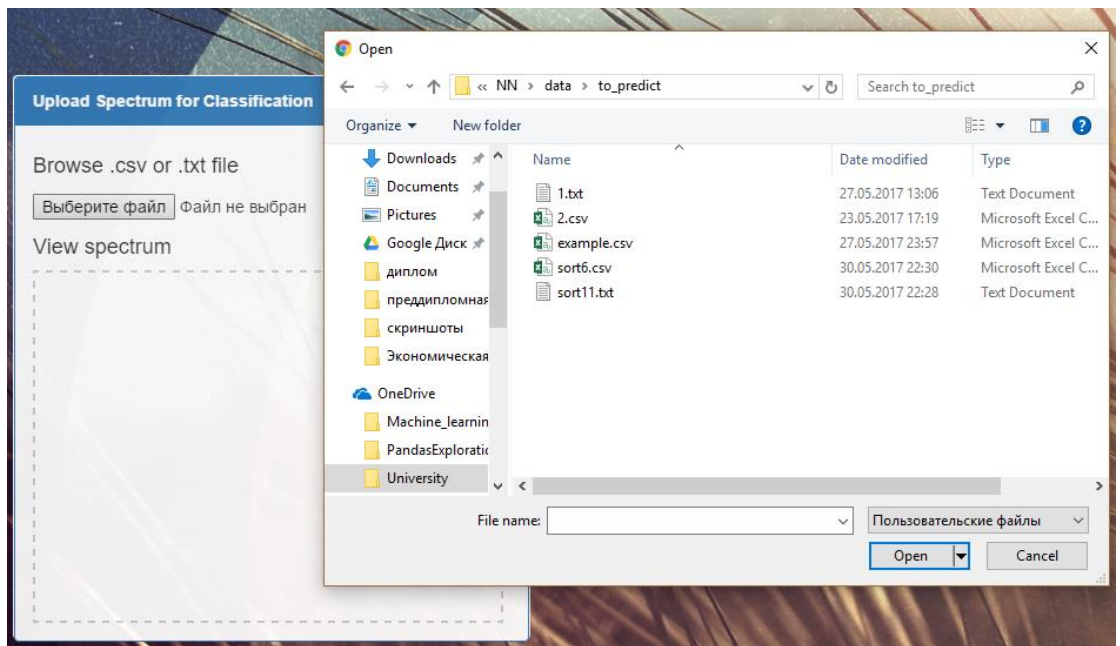 Upload Spectrum for Classification
Browse .csv or .txt file
Выберите файл Файл не выбран
View spectrum
Open
« NN > data > to_predict
Search to_predict
Organize New folder
Downloads
Documents
Pictures
Google Диск
диплом
преддипломная
скриншоты
Экономическая
OneDrive
Machine_learnin
PandasExploratic
University
Name Date modified Type
1.txt 27.05.2017 13:06 Text Document
2.csv 23.05.2017 17:19 Microsoft Excel C...
example.csv 27.05.2017 23:57 Microsoft Excel C...
sort6.csv 30.05.2017 22:30 Microsoft Excel C...
sort11.txt 30.05.2017 22:28 Text Document
File name: Пользовательские файлы
Open Cancel